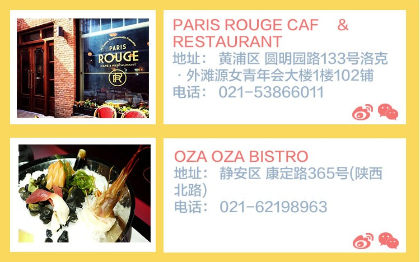 PARIS
ROUGE
CAFE & RESTAURANT
PARIS ROUGE CAF &
RESTAURANT
地址： 黄浦区 圆明园路133号洛克
·外滩源女青年会大楼1楼102铺
电话： 021-53866011
OZA OZA BISTRO
地址： 静安区 康定路365号(陕西
北路)
电话： 021-62198963